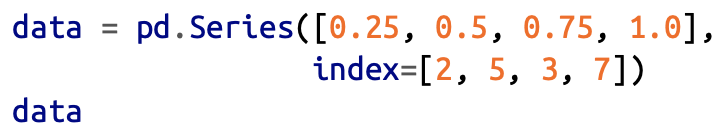 data = pd.Series([0.25, 0.5, 0.75, 1.0],
                 index=[2, 5, 3, 7])
data